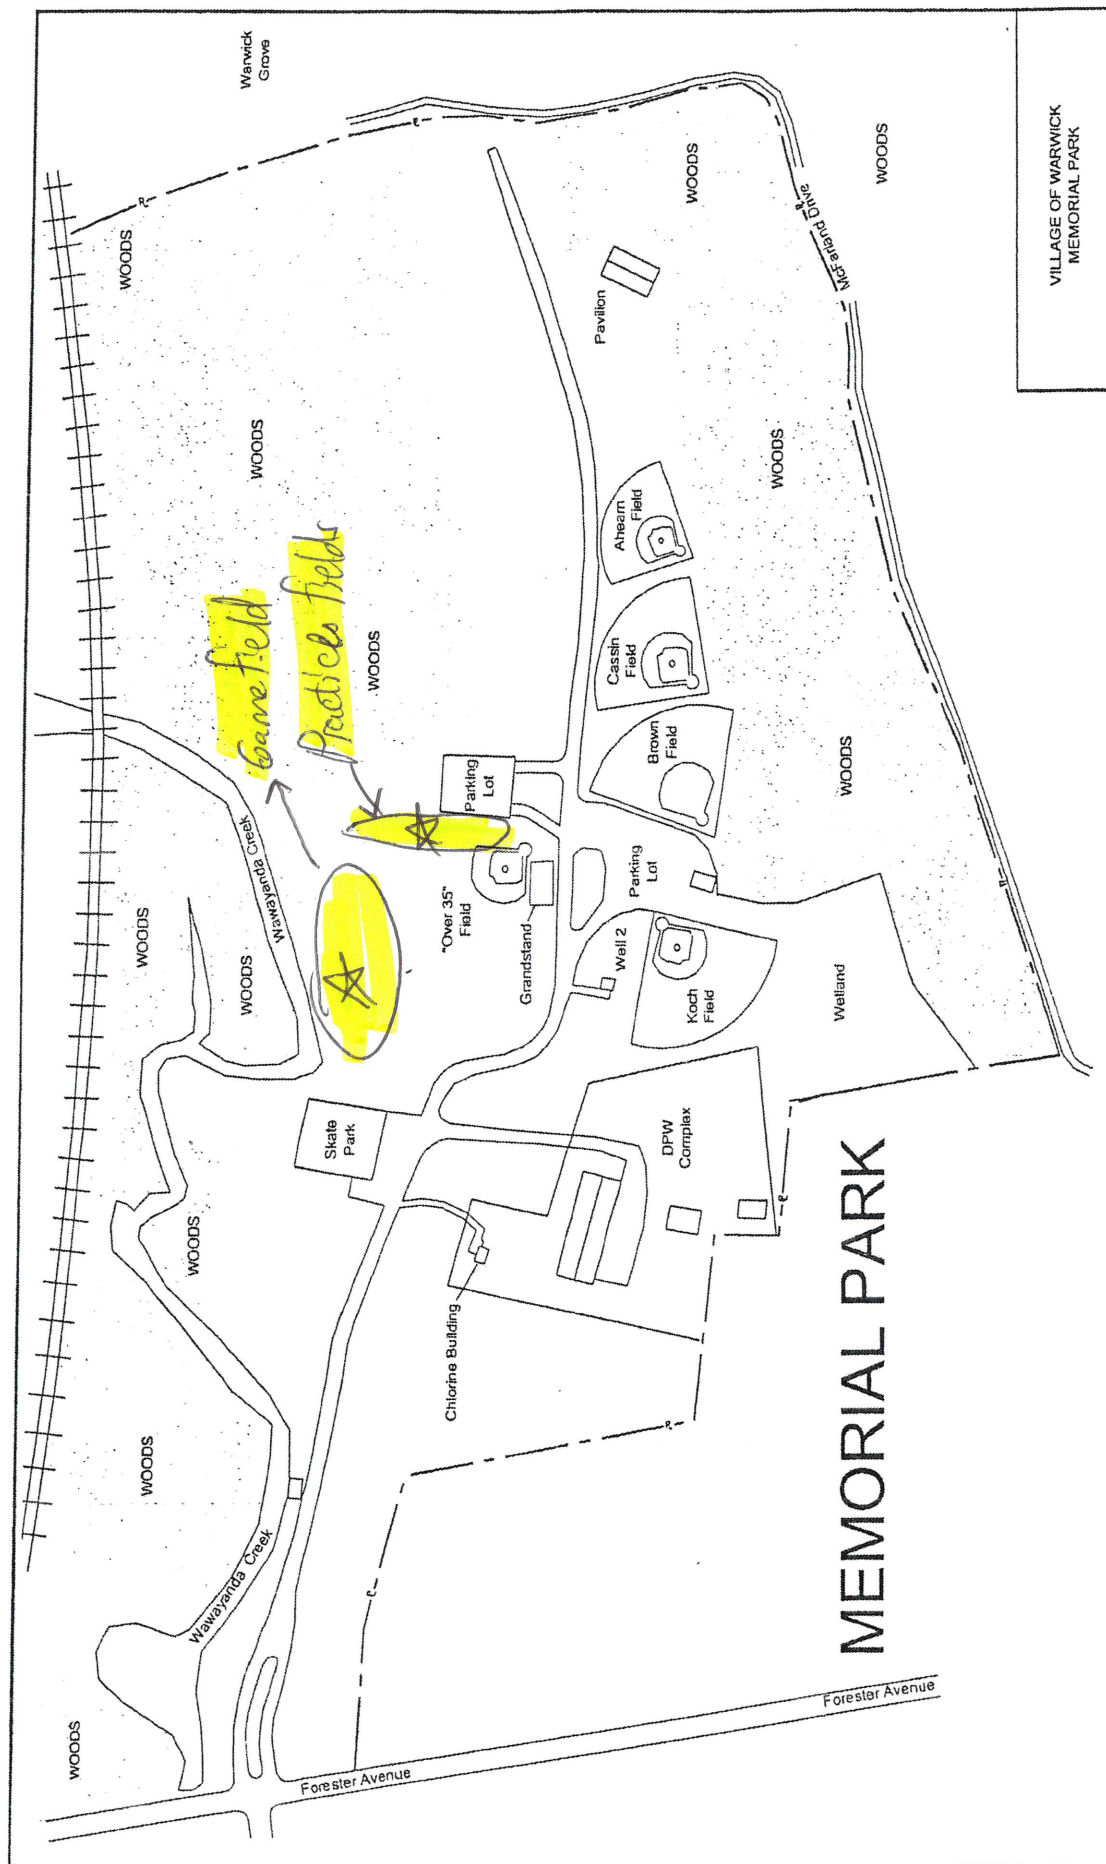 Warwick
Grove
WOODS
WOODS
WOODS
WOODS
McFarland Drive
WOODS
VILLAGE OF WARWICK
MEMORIAL PARK
Pavilion
WOODS
Game Field
Practices fields
WOODS
Ahearn
Field
Cassin
Field
Brown
Field
WOODS
Parking
Lot
Wawayanda Creek
WOODS
WOODS
"Over 35"
Field
Grandstand
Parking
Lot
Well 2
Koch
Field
Wetland
Skate
Park
DPW
Complex
WOODS
Chlorine Building
WOODS
Wawayanda Creek
WOODS
MEMORIAL PARK
Forester Avenue
Forester Avenue